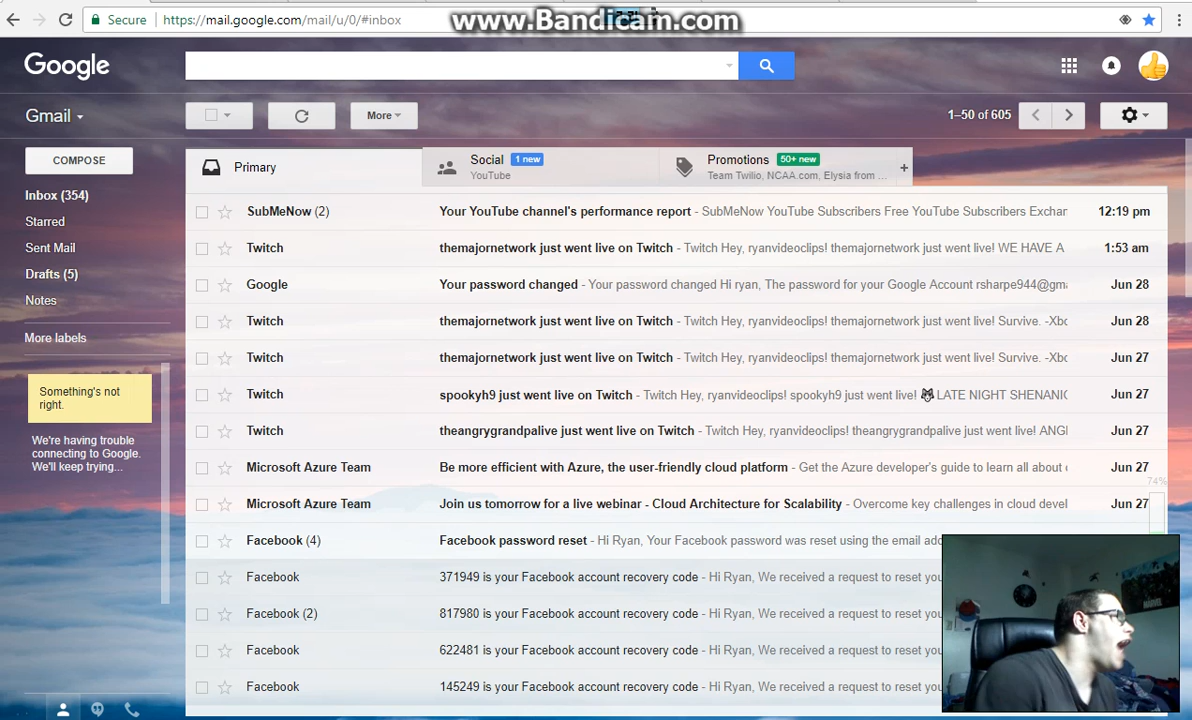 Secure https://mail.google.com/mail/u/0/#inbox
www.Bandicam.com
Google
Gmail
More
1–50 of 605
COMPOSE
Primary
Social 1 new
YouTube
Promotions 50+ new
Team Twilio, NCAA.com, Elysia from ...
+
Inbox (354)
Starred
Sent Mail
Drafts (5)
Notes
More labels
Something's not
right.
We're having trouble
connecting to Google.
We'll keep trying...
SubMeNow (2) Your YouTube channel's performance report - SubMeNow YouTube Subscribers Free YouTube Subscribers Exchan 12:19 pm
Twitch themajornetwork just went live on Twitch - Twitch Hey, ryanvideoclips! themajornetwork just went live! WE HAVE A 1:53 am
Google Your password changed - Your password changed Hi ryan, The password for your Google Account rsharpe944@gma Jun 28
Twitch themajornetwork just went live on Twitch - Twitch Hey, ryanvideoclips! themajornetwork just went live! Survive. -Xbo Jun 28
Twitch themajornetwork just went live on Twitch - Twitch Hey, ryanvideoclips! themajornetwork just went live! Survive. -Xbo Jun 27
Twitch spookyh9 just went live on Twitch - Twitch Hey, ryanvideoclips! spookyh9 just went live! LATE NIGHT SHENANIG Jun 27
Twitch theangrygrandpalive just went live on Twitch - Twitch Hey, ryanvideoclips! theangrygrandpalive just went live! ANGI Jun 27
Microsoft Azure Team Be more efficient with Azure, the user-friendly cloud platform - Get the Azure developer's guide to learn all about Jun 27
74%
Microsoft Azure Team Join us tomorrow for a live webinar - Cloud Architecture for Scalability - Overcome key challenges in cloud devel Jun 27
Facebook (4) Facebook password reset - Hi Ryan, Your Facebook password was reset using the email add
Facebook 371949 is your Facebook account recovery code - Hi Ryan, We received a request to reset you
Facebook (2) 817980 is your Facebook account recovery code - Hi Ryan, We received a request to reset you
Facebook 622481 is your Facebook account recovery code - Hi Ryan, We received a request to reset you
Facebook 145249 is your Facebook account recovery code - Hi Ryan, We received a request to reset you
MARVEL